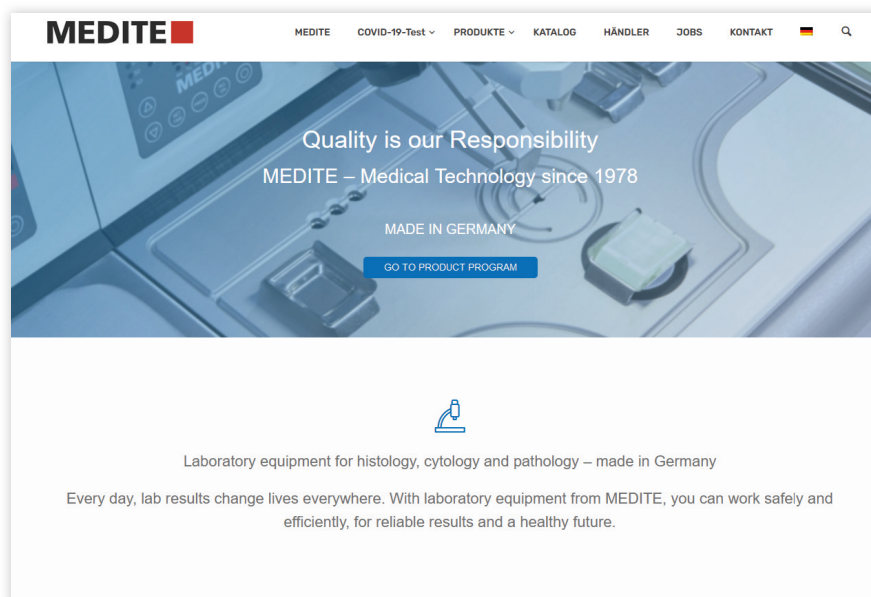 MEDITE
MEDITE COVID-19-Test PRODUKTE KATALOG HÄNDLER JOBS KONTAKT
MEDITE
Quality is our Responsibility
MEDITE – Medical Technology since 1978
MADE IN GERMANY
GO TO PRODUCT PROGRAM
Laboratory equipment for histology, cytology and pathology – made in Germany
Every day, lab results change lives everywhere. With laboratory equipment from MEDITE, you can work safely and
efficiently, for reliable results and a healthy future.